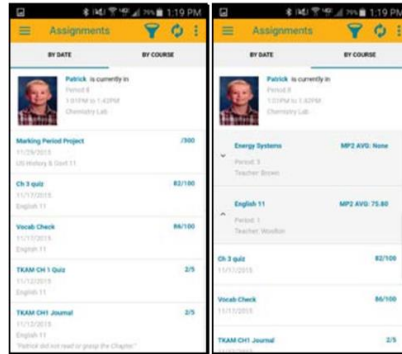 79% 1:19 PM
Assignments
BY DATE
BY COURSE
Patrick is currently in
Period 8
1:01PM to 1:42PM
Chemistry Lab
Marking Period Project
/300
11/29/2015
US History & Govt 11
Ch 3 quiz
82/100
11/17/2015
English 11
Vocab Check
86/100
11/17/2015
English 11
TKAM CH 1 Quiz
2/5
11/12/2015
English 11
TKAM CH1 Journal
2/5
11/12/2015
English 11
"Patrick did not read or grasp the Chapter."
1:19 PM
Assignments
BY DATE
BY COURSE
Patrick is currently in
Period 8
1:01PM to 1:42PM
Chemistry Lab
Energy Systems
MP2 AVG: None
Period: 3
Teacher: Brown
English 11
MP2 AVG: 75.80
Period: 1
Teacher:
Ch 3 quiz
82/100
11/17/2015
Vocab Check
86/100
11/17/2015
TKAM CH1 Journal
2/5